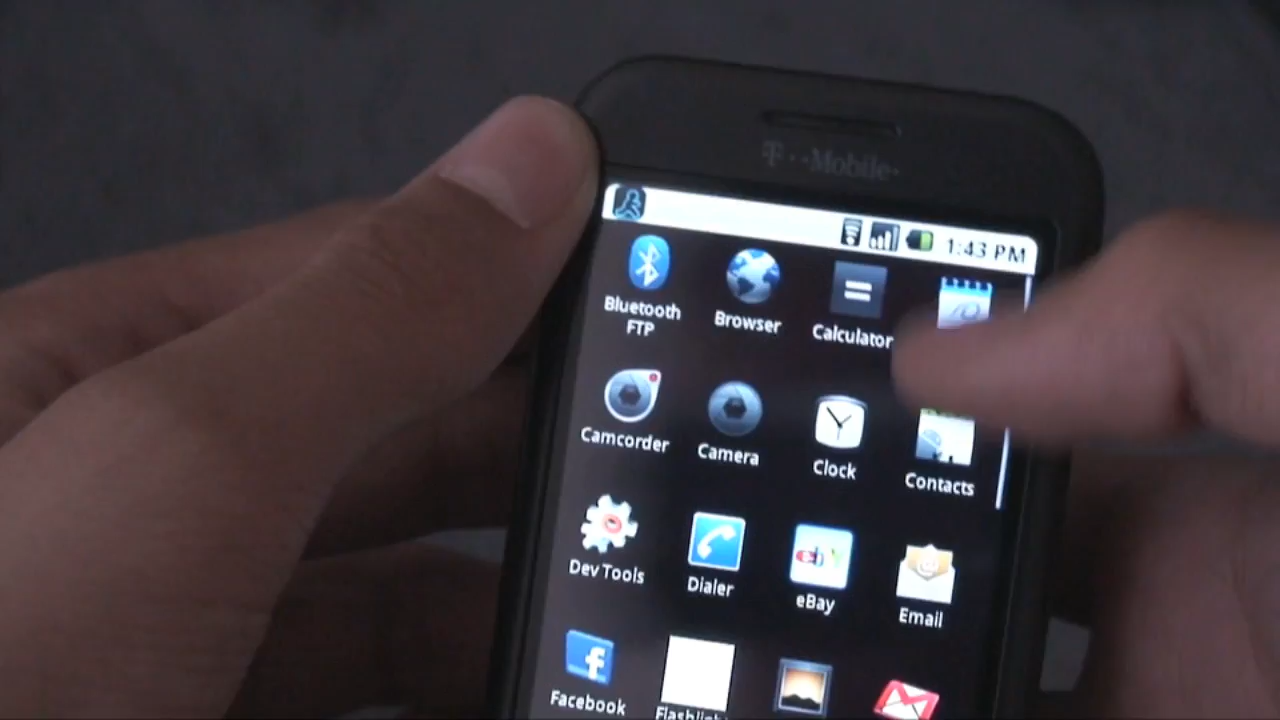 T··Mobile·
1:43 PM
Bluetooth
FTP
Browser
Calculator
Camcorder
Camera
Clock
Contacts
Dev Tools
Dialer
eBay
Email
Facebook